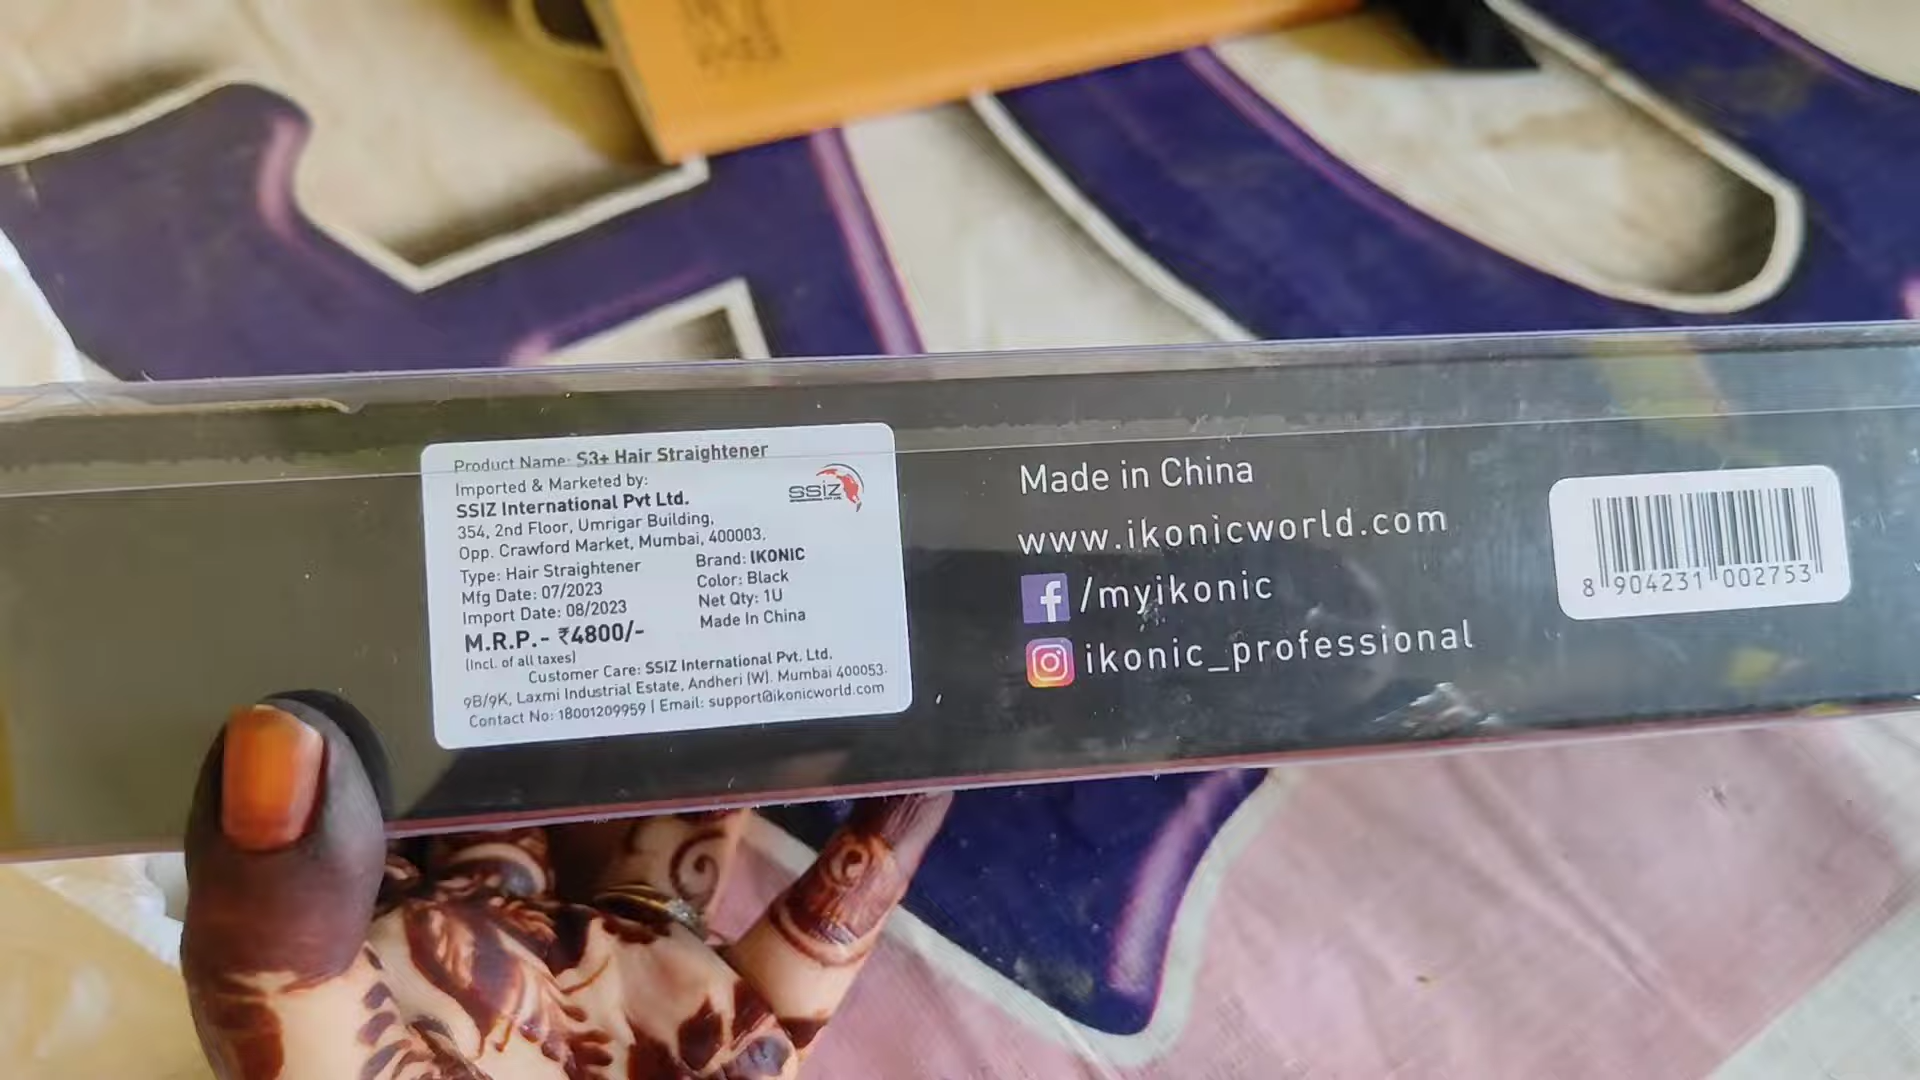 Product Name: S3+ Hair Straightener
Imported & Marketed by:
SSIZ International Pvt Ltd.
354, 2nd Floor, Umrigar Building,
Opp. Crawford Market, Mumbai, 400003.
Type: Hair Straightener
Mfg Date: 07/2023
Import Date: 08/2023
M.R.P.- ₹4800/-
(Incl. of all taxes)
SSIZ
Brand: IKONIC
Color: Black
Net Qty: 1U
Made In China
Customer Care: SSIZ International Pvt. Ltd.
9B/9K, Laxmi Industrial Estate, Andheri (W). Mumbai 400053.
Contact No: 18001209959 | Email: support@ikonicworld.com
Made in China
www.ikonicworld.com
f /myikonic
ikonic_professional
8 904231 002753